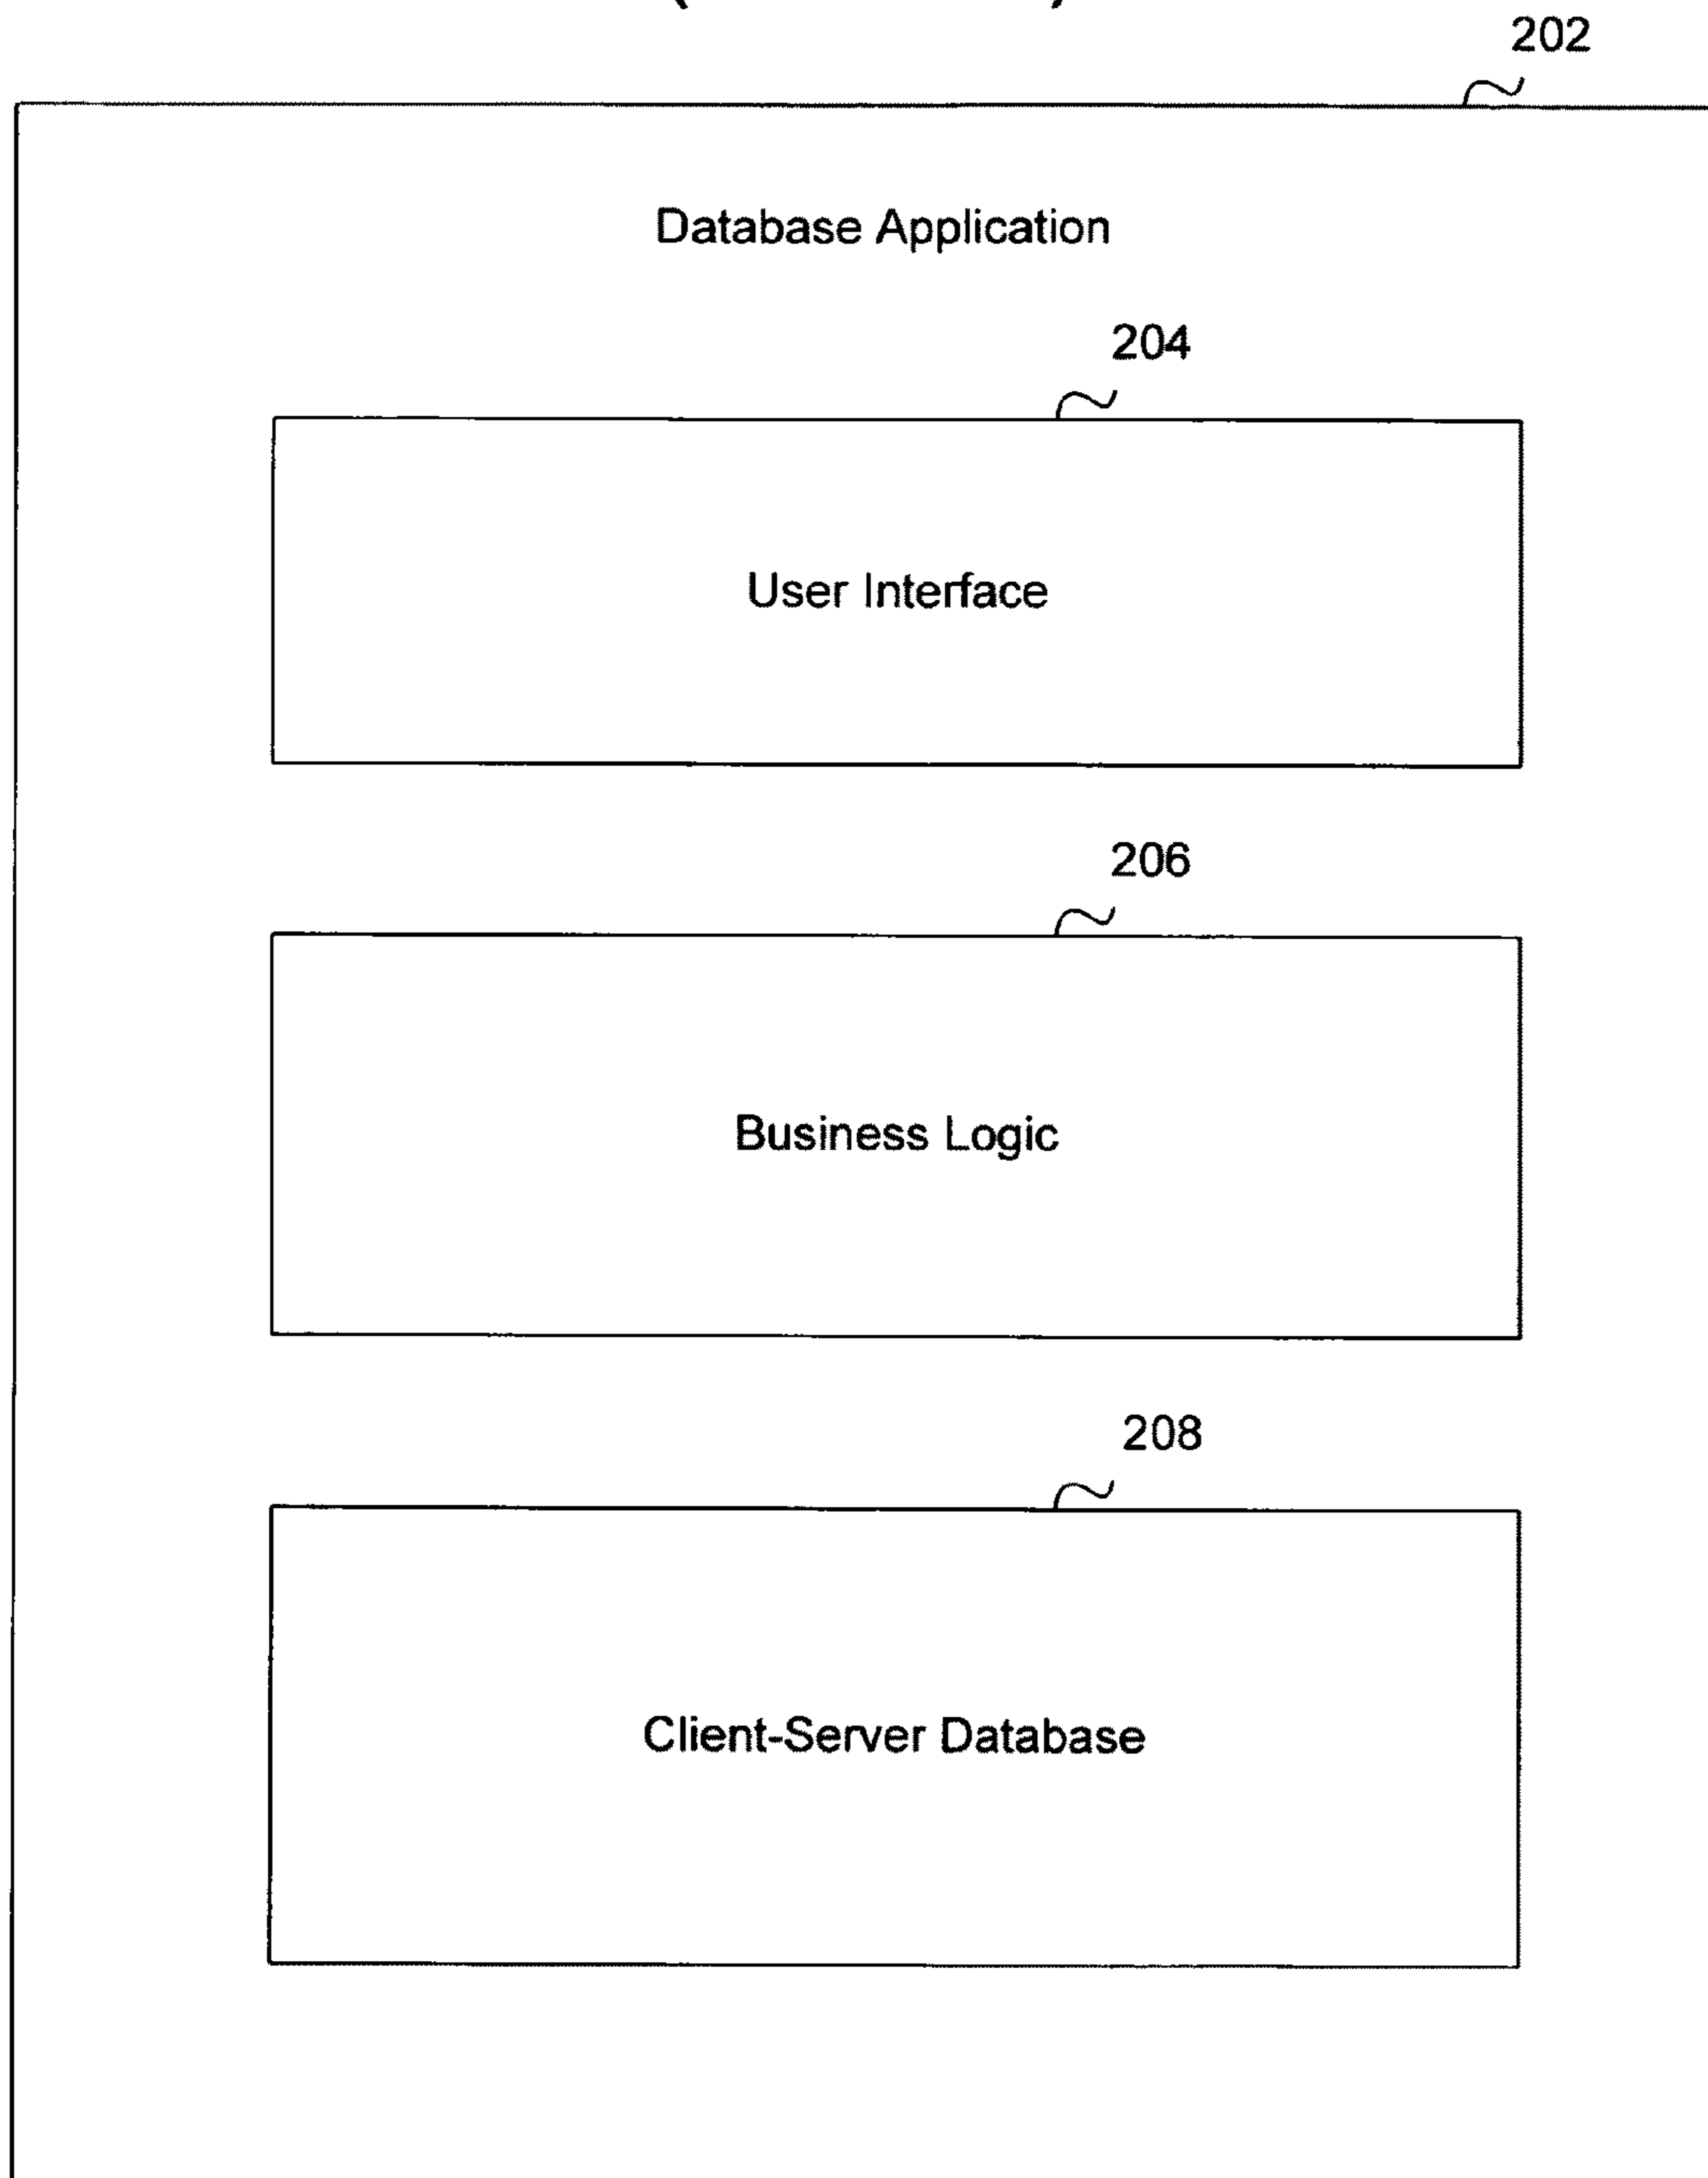 202
Database Application
204
User Interface
206
Business Logic
208
Client-Server Database